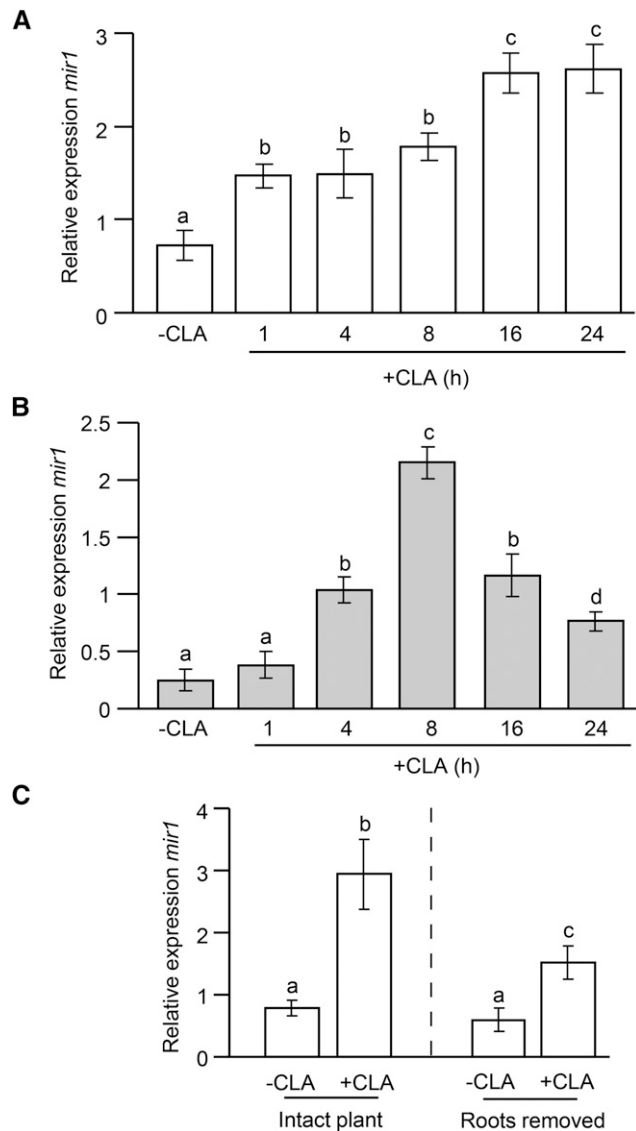 A
Relative expression mir1
3
2
1
0
a
b
b
b
c
c
-CLA
1
4
8
16
24
+CLA (h)
B
Relative expression mir1
2.5
2
1.5
1
0.5
0
a
a
b
c
b
d
-CLA
1
4
8
16
24
+CLA (h)
C
Relative expression mir1
4
3
2
1
0
a
b
a
c
-CLA +CLA
-CLA +CLA
Intact plant
Roots removed